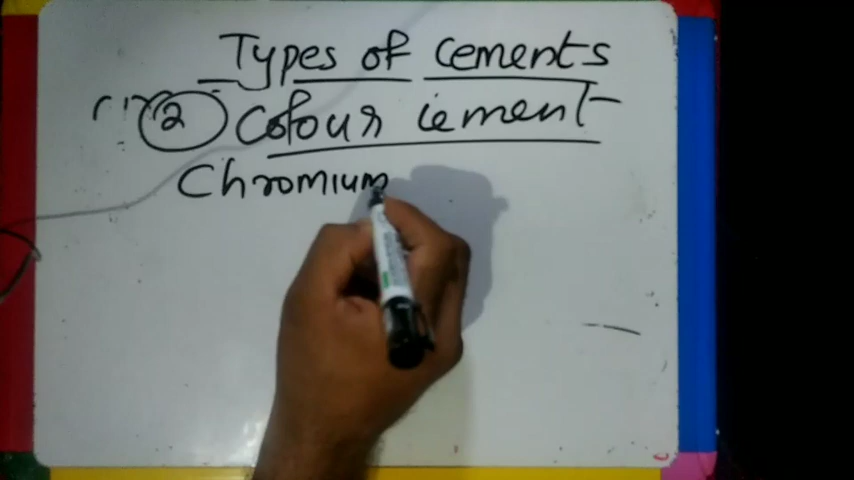 Types of cements
② Colour cement
Chromium